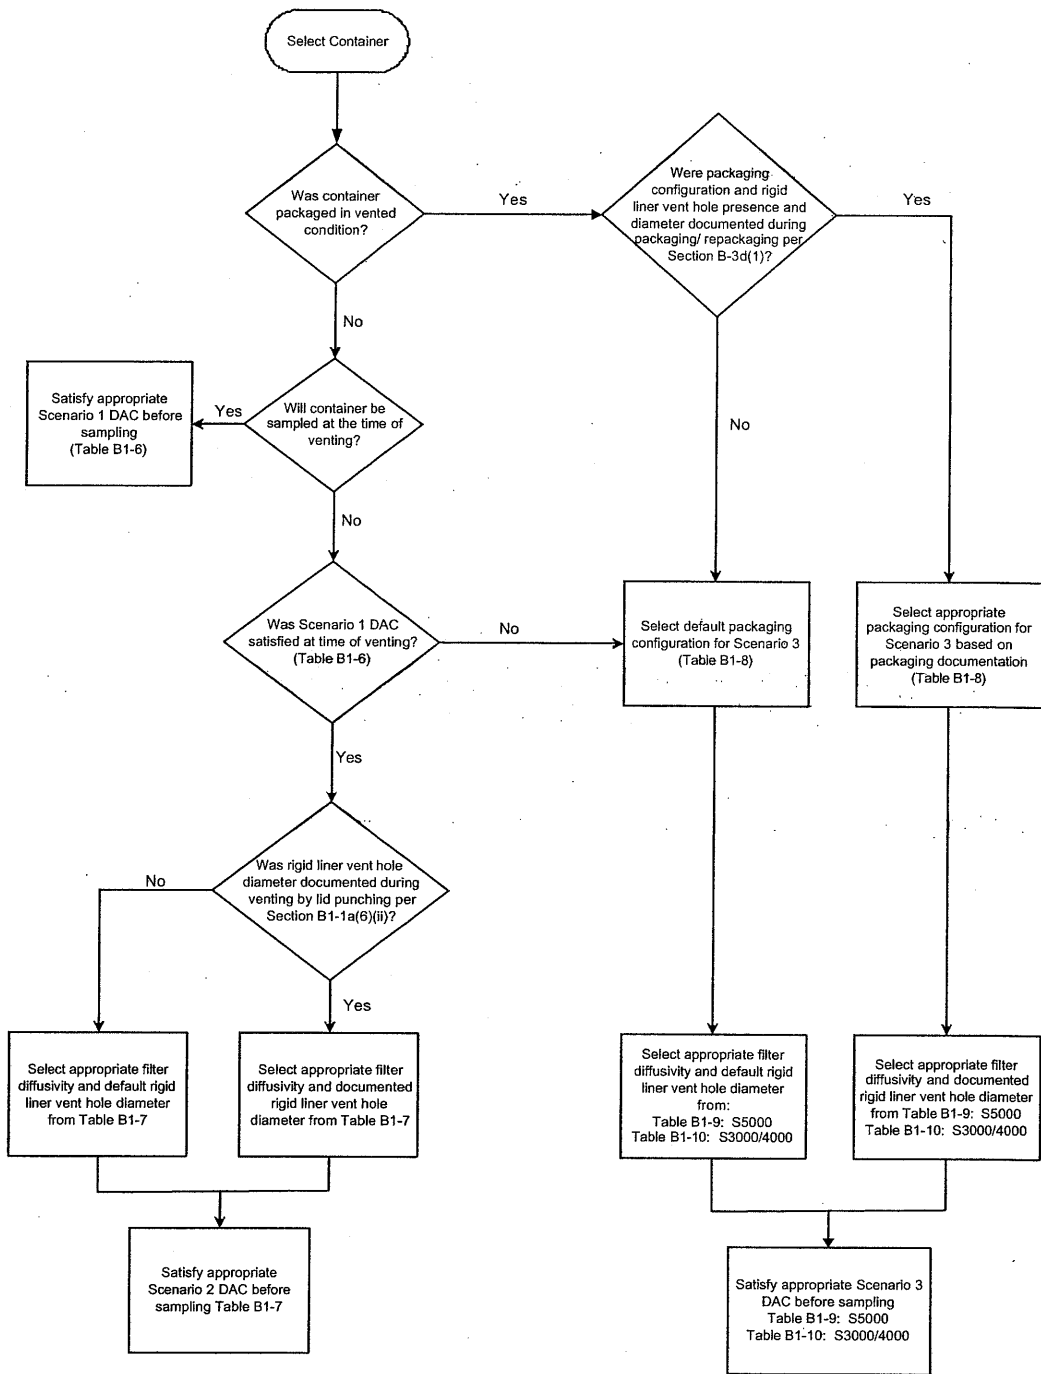 Select Container
Was container
packaged in vented
condition?
Yes
Were packaging
configuration and rigid
liner vent hole presence and
diameter documented during
packaging/ repackaging per
Section B-3d(1)?
Yes
No
Satisfy appropriate
Scenario 1 DAC before
sampling
(Table B1-6)
Yes
Will container be
sampled at the time of
venting?
No
No
Was Scenario 1 DAC
satisfied at time of venting?
(Table B1-6)
No
Select default packaging
configuration for Scenario 3
(Table B1-8)
Select appropriate
packaging configuration for
Scenario 3 based on
packaging documentation
(Table B1-8)
Yes
Was rigid liner vent hole
diameter documented during
venting by lid punching per
Section B1-1a(6)(ii)?
No
Yes
Select appropriate filter
diffusivity and default rigid
liner vent hole diameter
from Table B1-7
Select appropriate filter
diffusivity and documented
rigid liner vent hole
diameter from Table B1-7
Select appropriate filter
diffusivity and default rigid
liner vent hole diameter
from:
Table B1-9: S5000
Table B1-10: S3000/4000
Select appropriate filter
diffusivity and documented
rigid liner vent hole diameter
from Table B1-9: S5000
Table B1-10: S3000/4000
Satisfy appropriate
Scenario 2 DAC before
sampling Table B1-7
Satisfy appropriate Scenario 3
DAC before sampling
Table B1-9: S5000
Table B1-10: S3000/4000